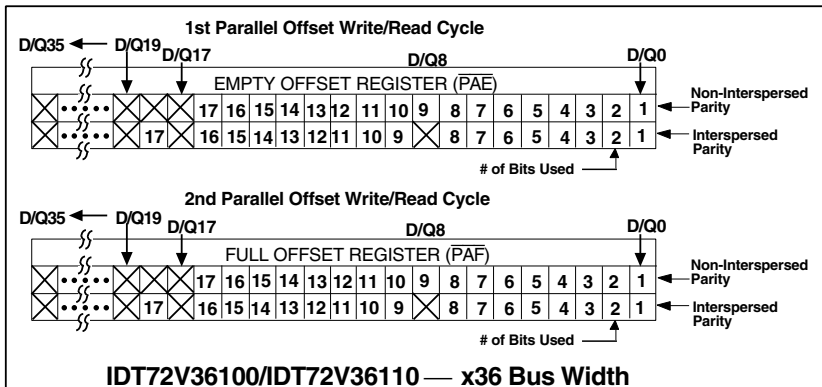 1st Parallel Offset Write/Read Cycle
D/Q35 D/Q19 D/Q17 D/Q8 D/Q0
EMPTY OFFSET REGISTER (PAE)
17 16 15 14 13 12 11 10 9 8 7 6 5 4 3 2 1 Non-Interspersed Parity
17 16 15 14 13 12 11 10 9 8 7 6 5 4 3 2 1 Interspersed Parity
# of Bits Used
2nd Parallel Offset Write/Read Cycle
D/Q35 D/Q19 D/Q17 D/Q8 D/Q0
FULL OFFSET REGISTER (PAF)
17 16 15 14 13 12 11 10 9 8 7 6 5 4 3 2 1 Non-Interspersed Parity
17 16 15 14 13 12 11 10 9 8 7 6 5 4 3 2 1 Interspersed Parity
# of Bits Used
IDT72V36100/IDT72V36110 — x36 Bus Width